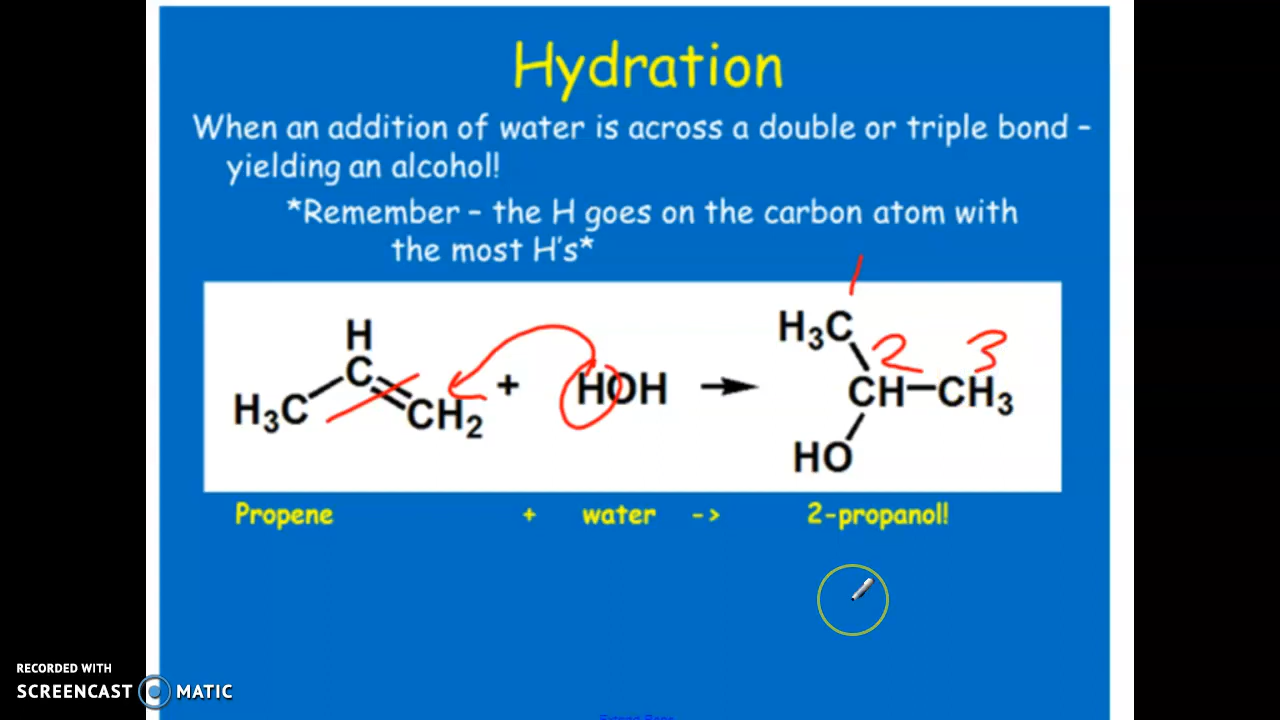 Hydration
When an addition of water is across a double or triple bond –
yielding an alcohol!
*Remember – the H goes on the carbon atom with
the most H's*
1
H
H₃C
2 3
C
CH–CH₃
H₃C
CH₂
+
HOH
HO
Propene + water -> 2-propanol!
RECORDED WITH
SCREENCAST MATIC